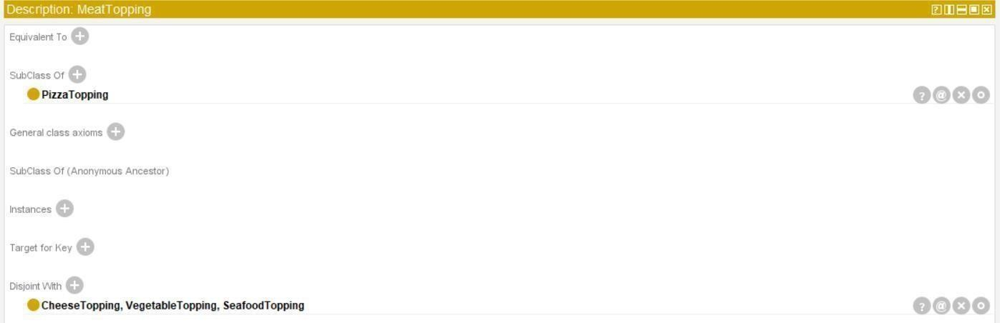 Description: MeatTopping
Equivalent To
SubClass Of
PizzaTopping
General class axioms
SubClass Of (Anonymous Ancestor)
Instances
Target for Key
Disjoint With
CheeseTopping, VegetableTopping, SeafoodTopping